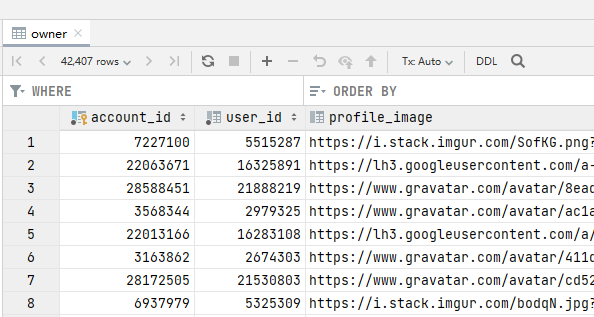 owner
42,407 rows Tx: Auto DDL
WHERE ORDER BY
account_id user_id profile_image
1 7227100 5515287 https://i.stack.imgur.com/SofKG.png?
2 22063671 16325891 https://lh3.googleusercontent.com/a-
3 28588451 21888219 https://www.gravatar.com/avatar/8ead
4 3568344 2979325 https://www.gravatar.com/avatar/ac1a
5 22013166 16283108 https://lh3.googleusercontent.com/a/
6 3163862 2674303 https://www.gravatar.com/avatar/411d
7 28172505 21530803 https://www.gravatar.com/avatar/cd52
8 6937979 5325309 https://i.stack.imgur.com/bodqN.jpg?